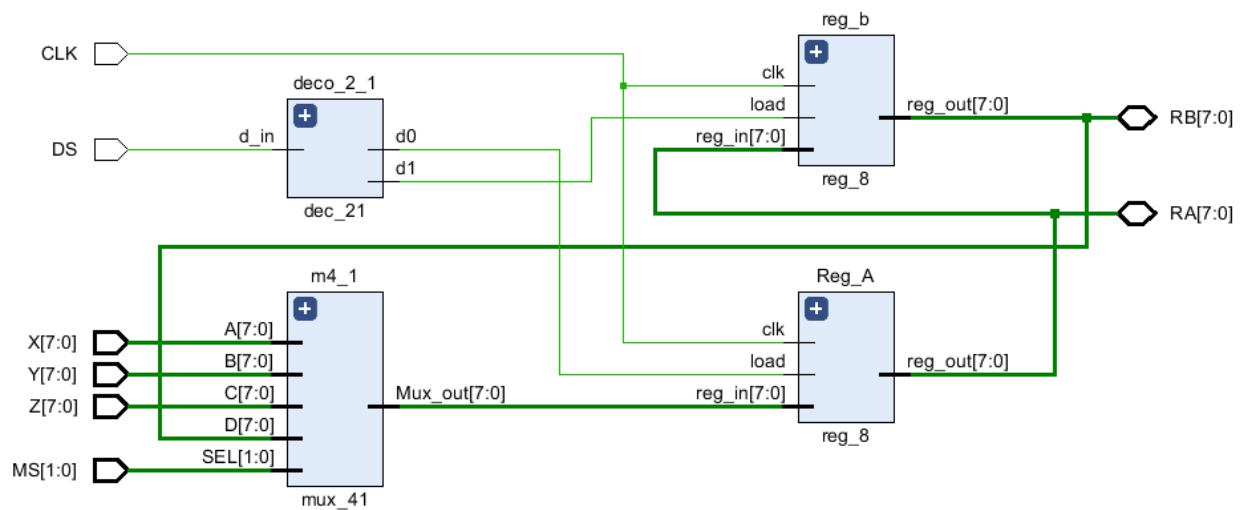 reg_b
CLK
clk
deco_2_1
load
reg_out[7:0]
RB[7:0]
DS
d_in
d0
reg_in[7:0]
d1
reg_8
dec_21
RA[7:0]
m4_1
Reg_A
X[7:0]
A[7:0]
clk
Y[7:0]
B[7:0]
load
reg_out[7:0]
Z[7:0]
C[7:0]
Mux_out[7:0]
reg_in[7:0]
D[7:0]
reg_8
MS[1:0]
SEL[1:0]
mux_41